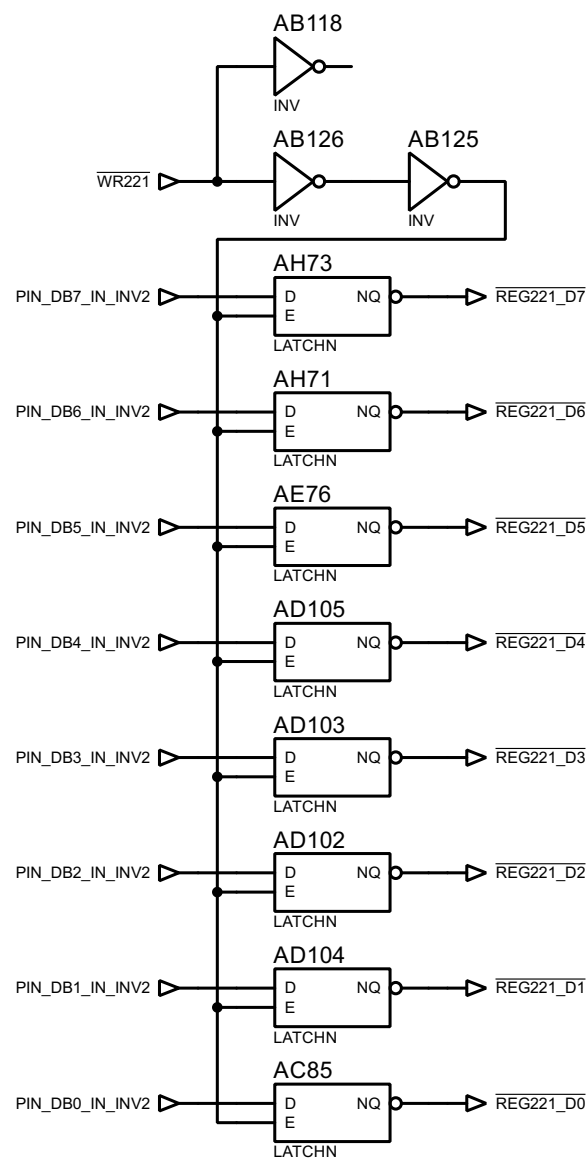 AB118
INV
AB126 AB125
WR221
INV INV
AH73
PIN_DB7_IN_INV2 D NQ REG221_D7
E
LATCHN
AH71
PIN_DB6_IN_INV2 D NQ REG221_D6
E
LATCHN
AE76
PIN_DB5_IN_INV2 D NQ REG221_D5
E
LATCHN
AD105
PIN_DB4_IN_INV2 D NQ REG221_D4
E
LATCHN
AD103
PIN_DB3_IN_INV2 D NQ REG221_D3
E
LATCHN
AD102
PIN_DB2_IN_INV2 D NQ REG221_D2
E
LATCHN
AD104
PIN_DB1_IN_INV2 D NQ REG221_D1
E
LATCHN
AC85
PIN_DB0_IN_INV2 D NQ REG221_D0
E
LATCHN